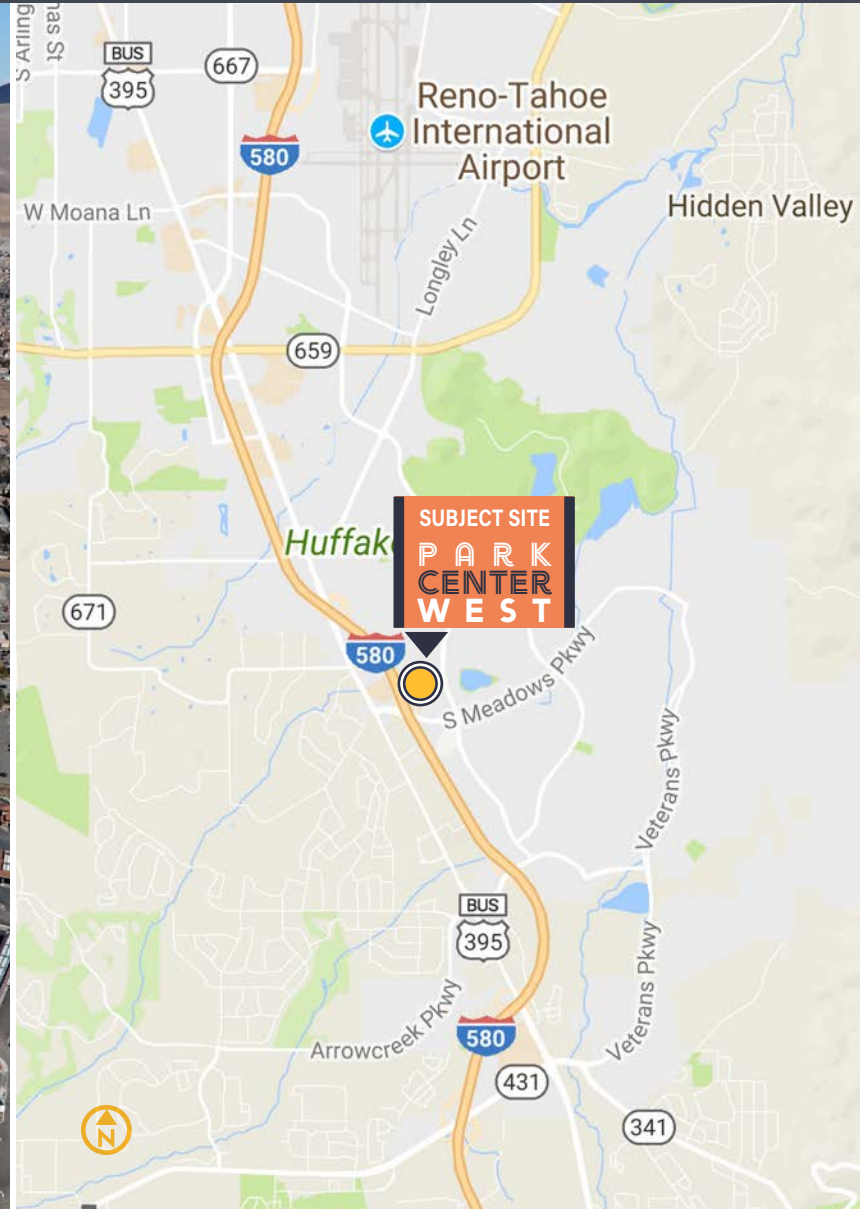 S Arling
nas St
BUS
395
667
580
Reno-Tahoe
International
Airport
W Moana Ln
Hidden Valley
Longley Ln
659
SUBJECT SITE
PARK
CENTER
WEST
Huffak
671
580
S Meadows Pkwy
Veterans Pkwy
BUS
395
Veterans Pkwy
Arrowcreek Pkwy
580
431
N
341